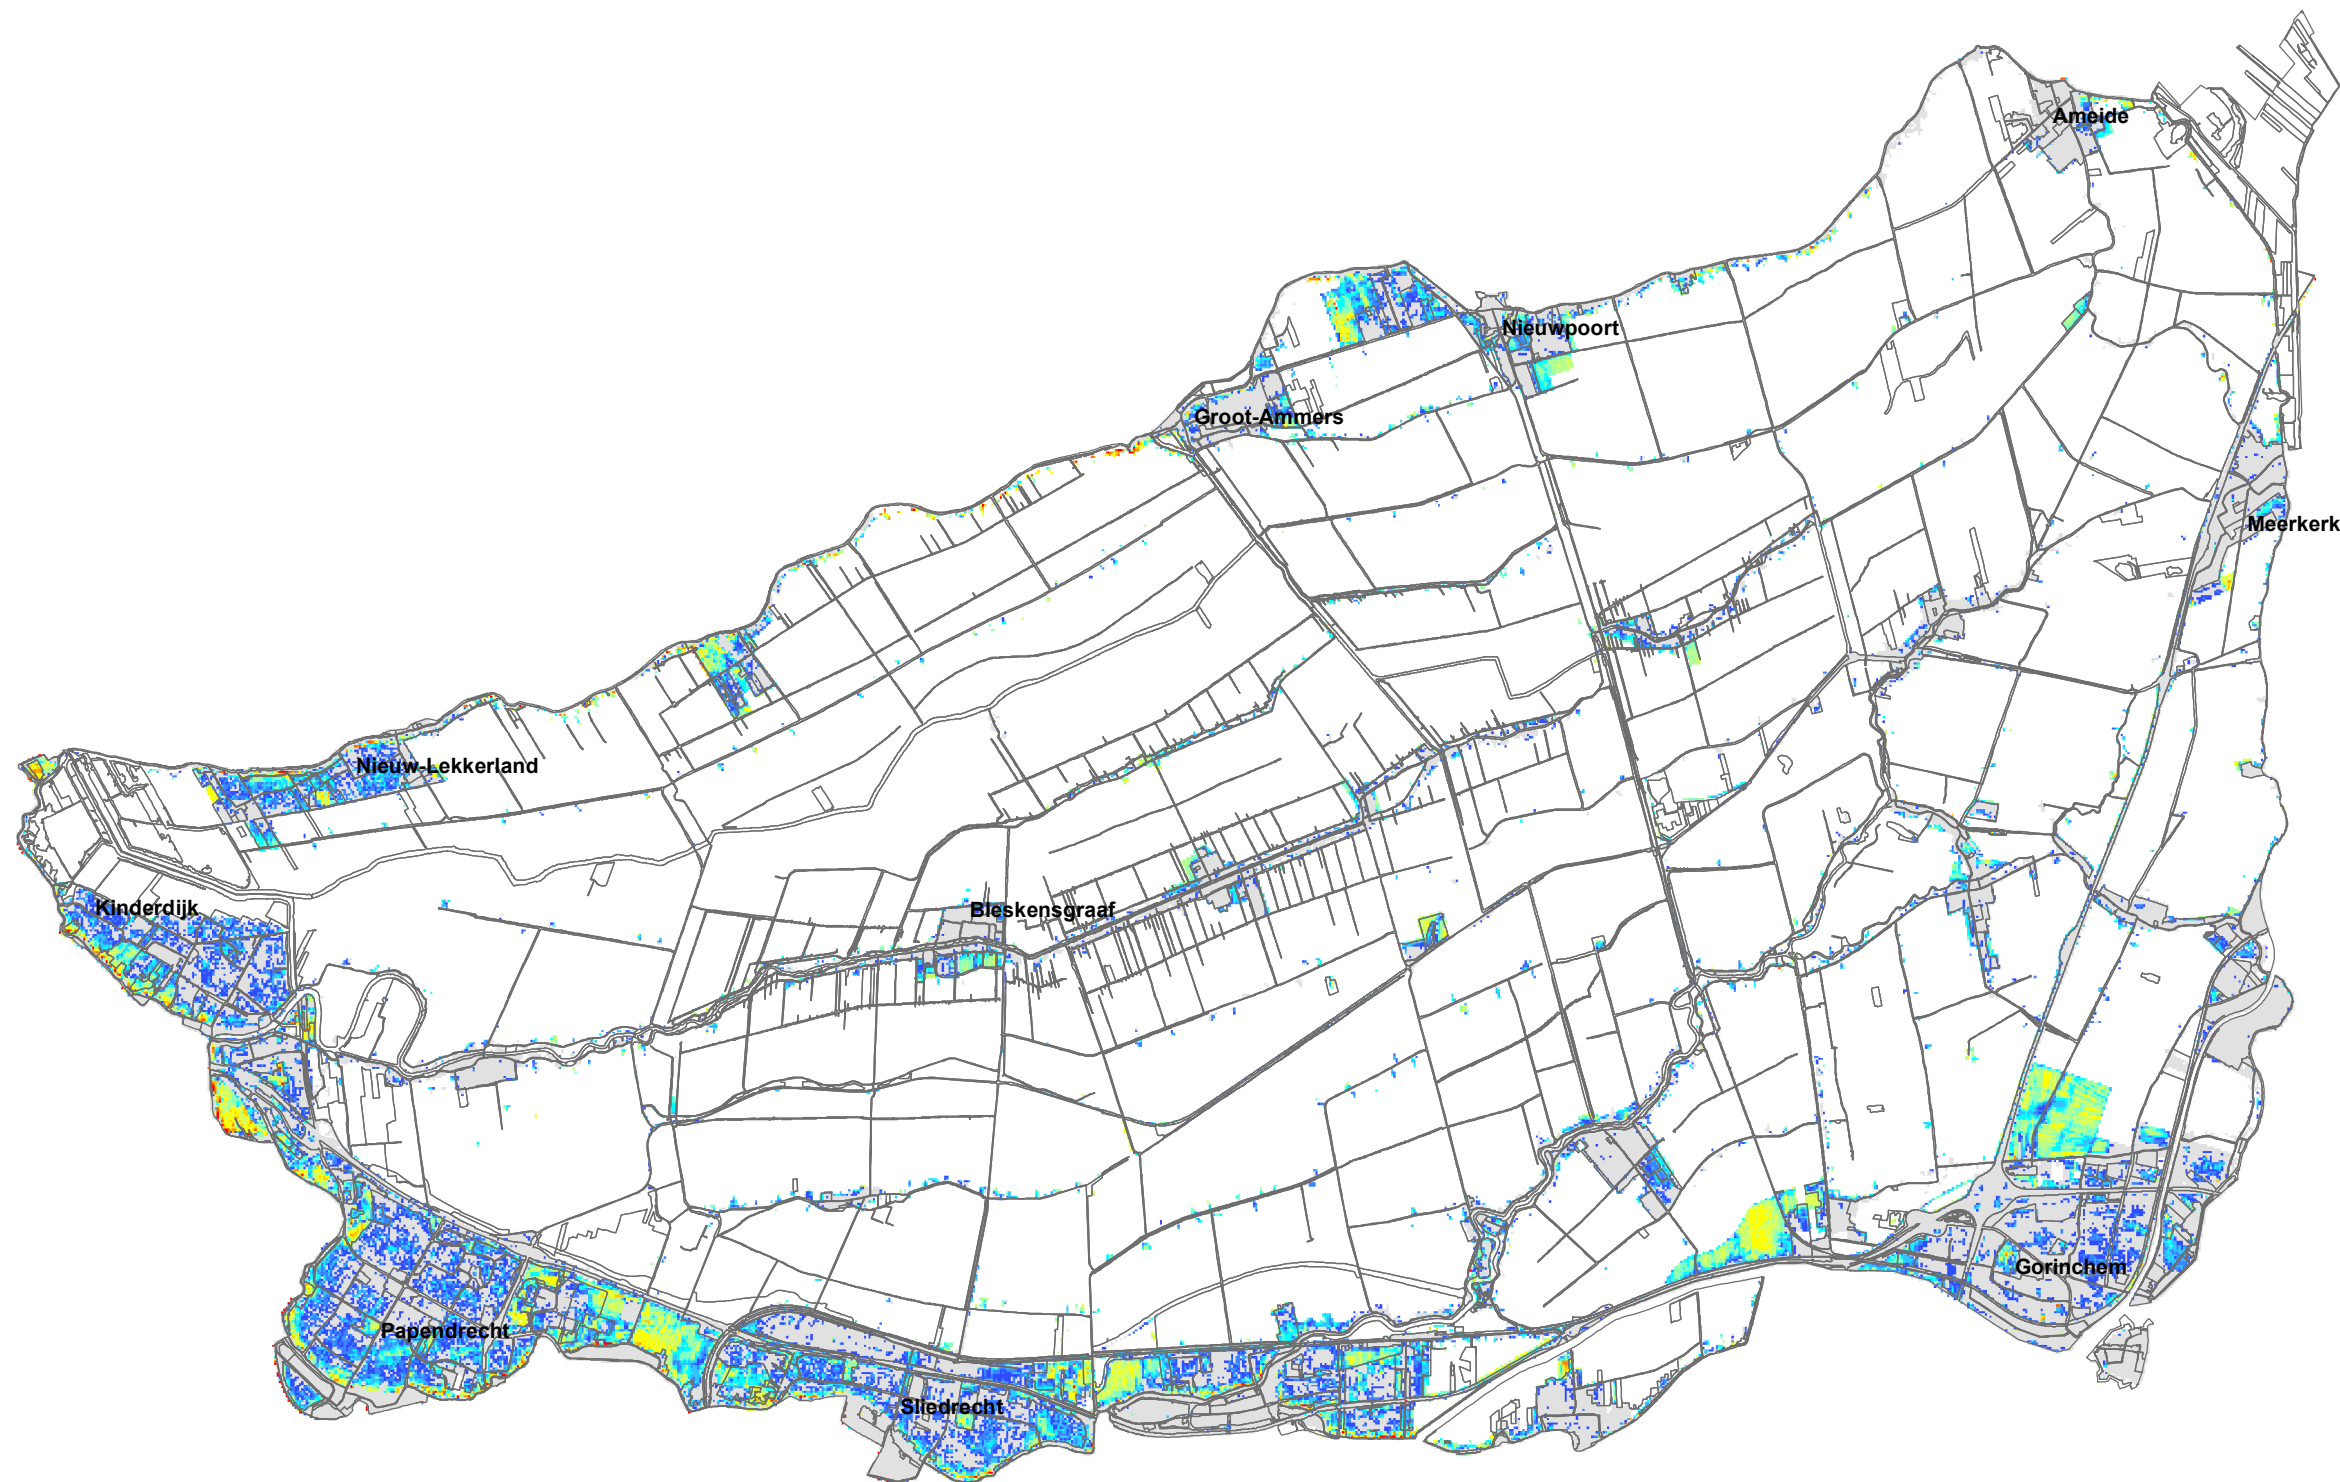 Ameide
Nieuwpoort
Groot-Ammers
Meerkerk
Nieuw-Lekkerland
Kinderdijk
Bleskensgraaf
Gorinchem
Papendrecht
Sliedrecht